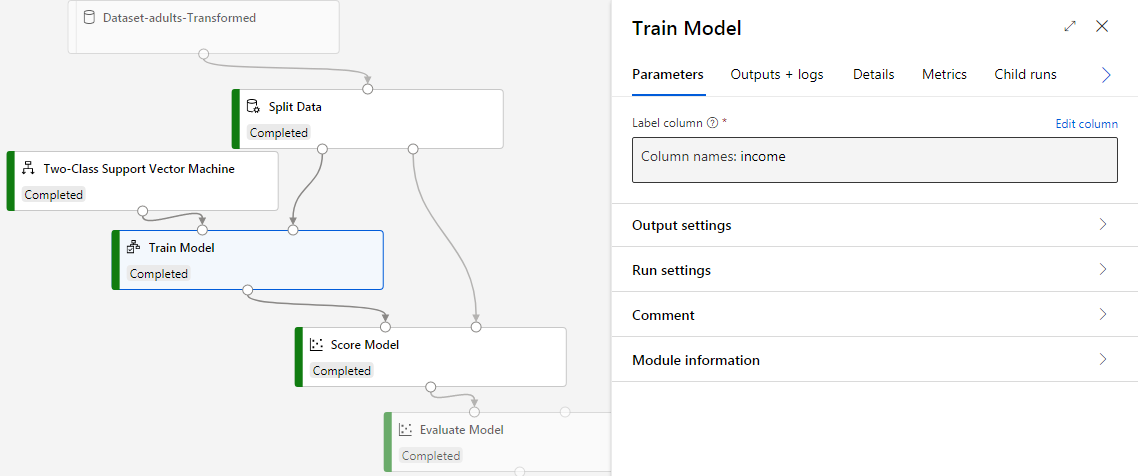 Dataset-adults-Transformed
Split Data
Completed
Two-Class Support Vector Machine
Completed
Train Model
Completed
Score Model
Completed
Evaluate Model
Completed
Train Model
Parameters Outputs + logs Details Metrics Child runs
Label column ? * Edit column
Column names: income
Output settings
Run settings
Comment
Module information